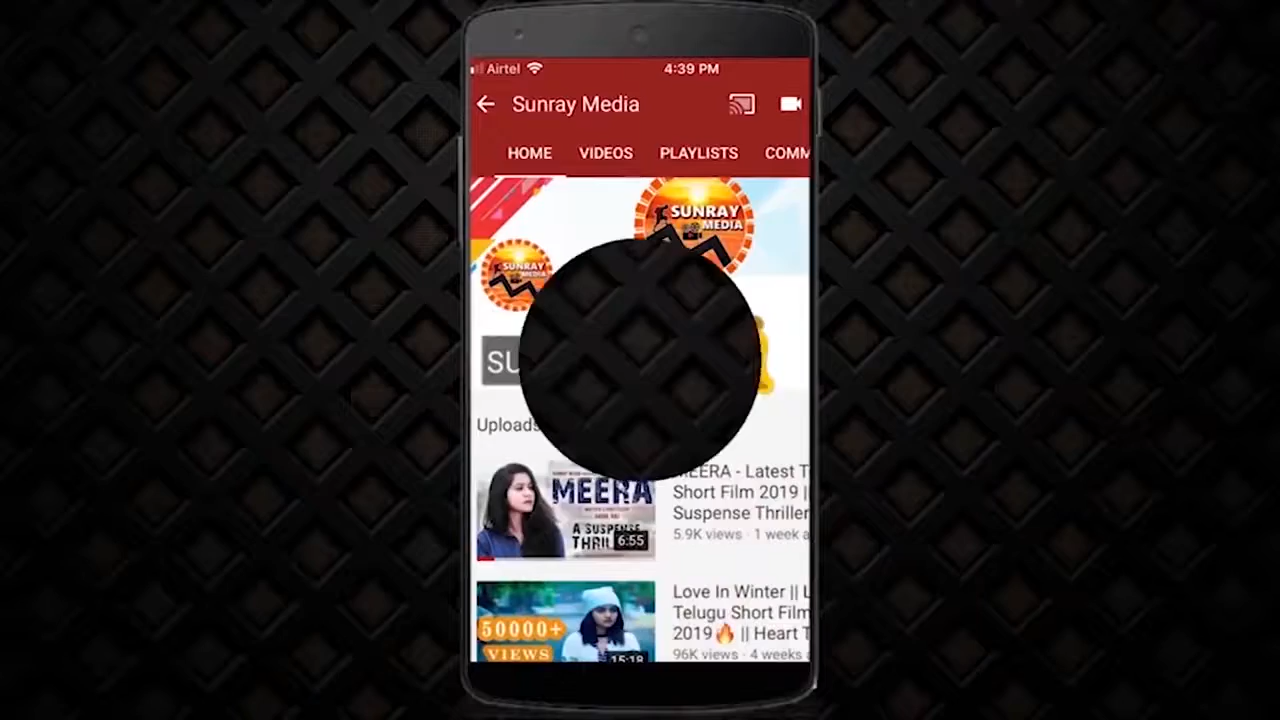 Airtel 4:39 PM
Sunray Media
HOME VIDEOS PLAYLISTS COMM
SUNRAY
MEDIA
SUNRAY
MEDIA
SU
Uploads
MEERA
A SUSPENSE
THRIL
6:55
MEERA - Latest T
Short Film 2019 |
Suspense Thriller
5.9K views · 1 week a
50000+
VIEWS
15:18
Love In Winter || L
Telugu Short Film
2019🔥 || Heart T
96K views · 4 weeks a